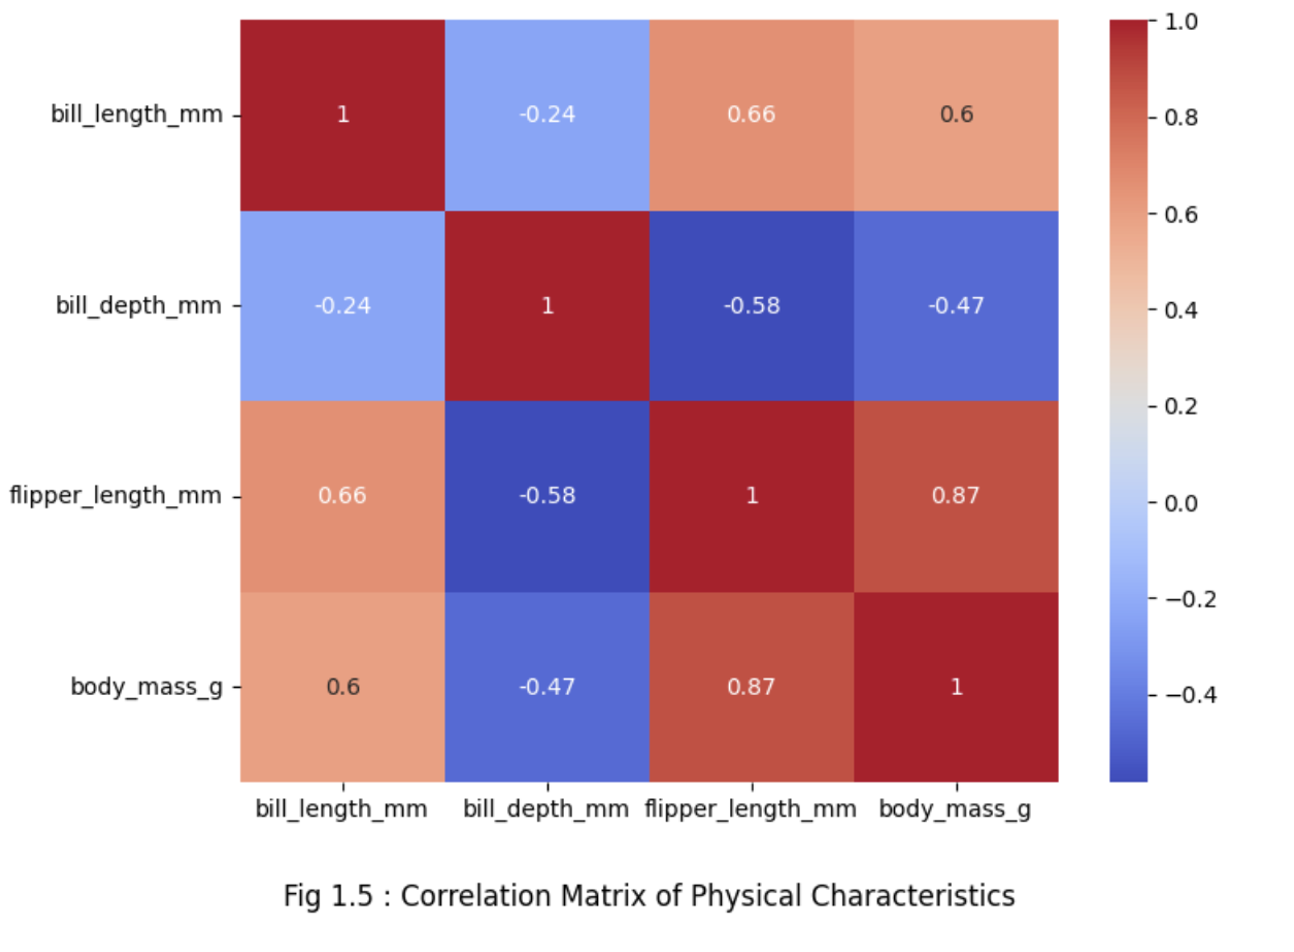 1.0
bill_length_mm 1 -0.24 0.66 0.6
0.8
0.6
bill_depth_mm -0.24 1 -0.58 -0.47
0.4
0.2
flipper_length_mm 0.66 -0.58 1 0.87
0.0
−0.2
body_mass_g 0.6 -0.47 0.87 1
−0.4
bill_length_mm bill_depth_mm flipper_length_mm body_mass_g
Fig 1.5 : Correlation Matrix of Physical Characteristics